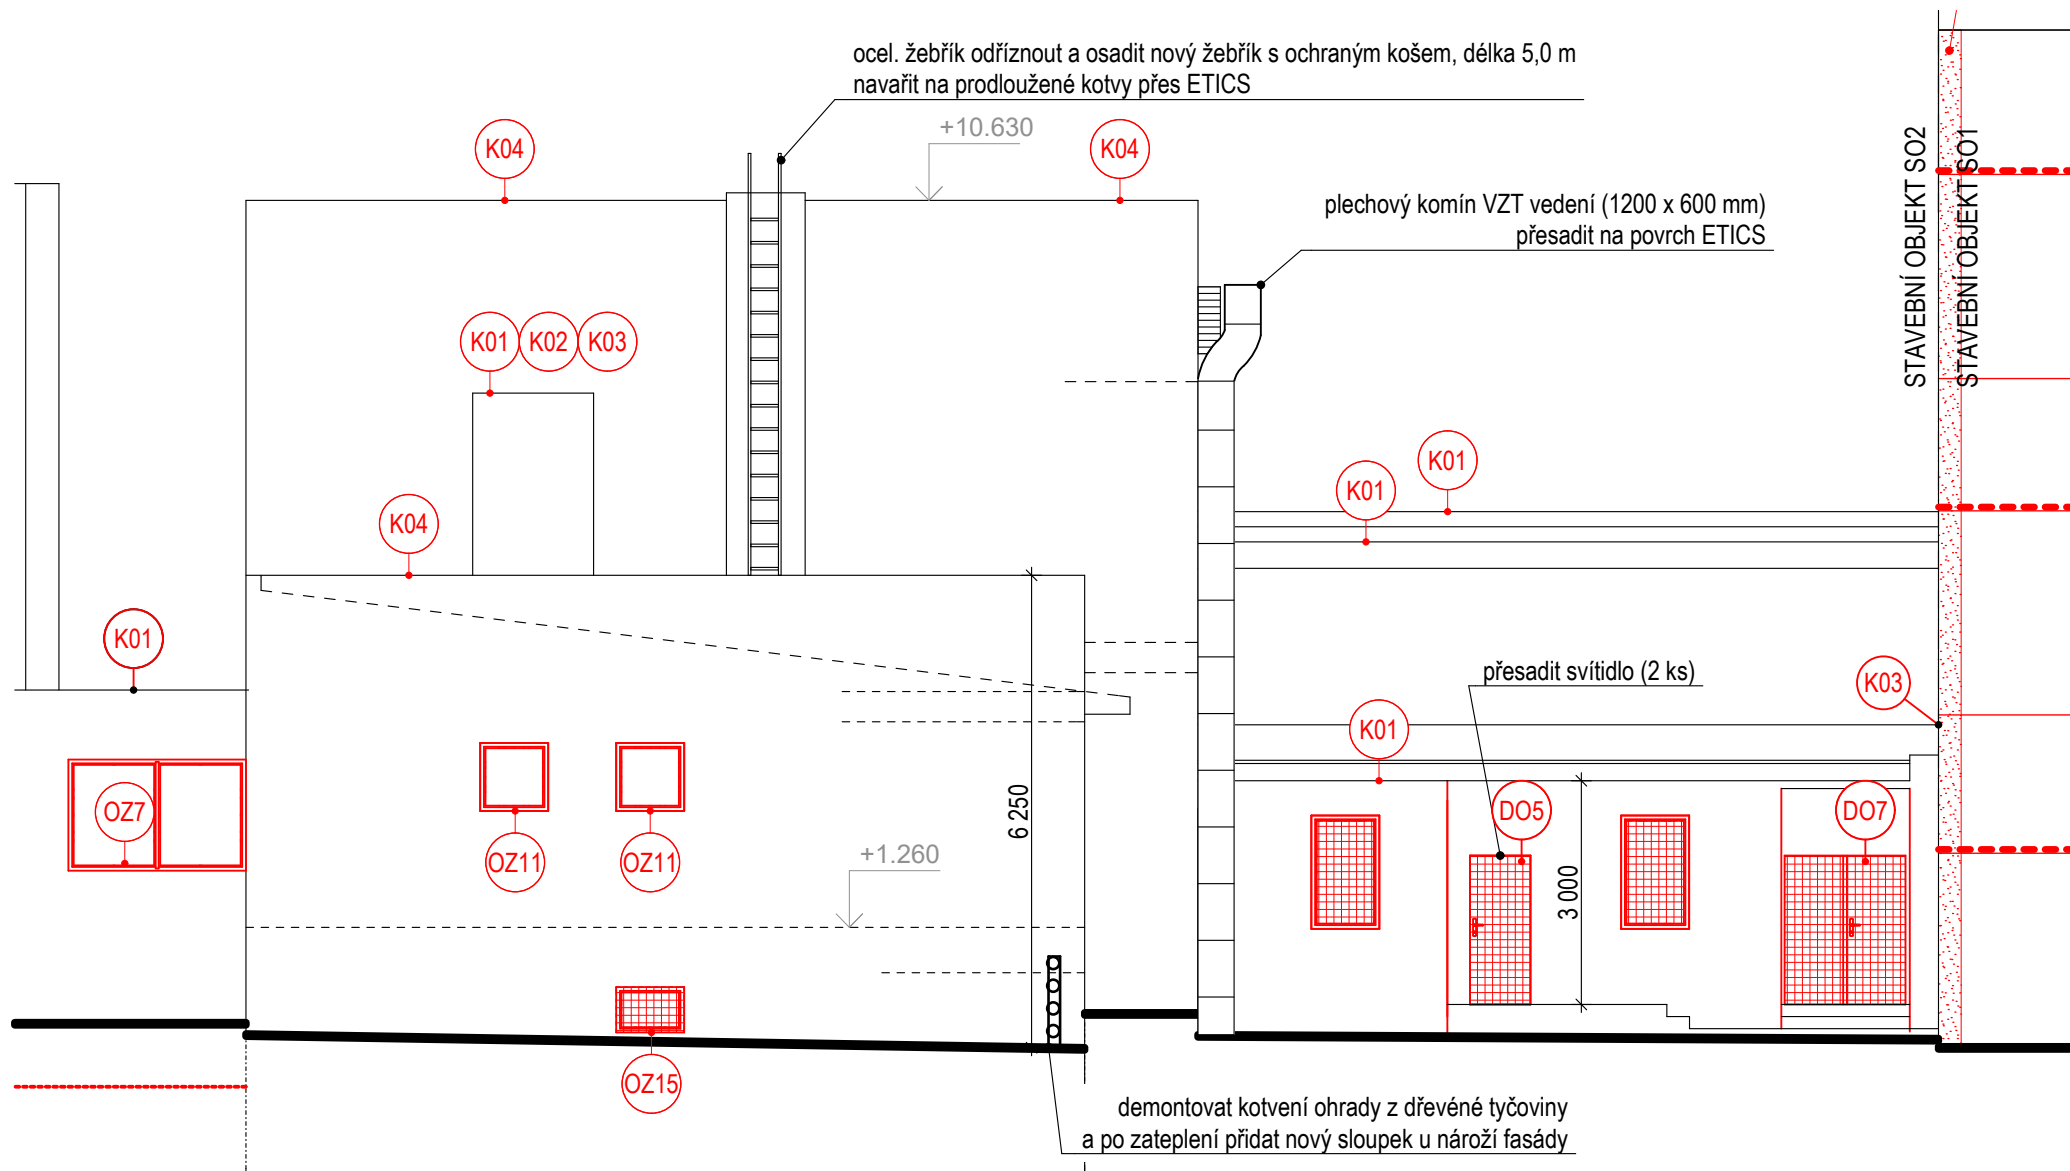 ocel. žebřík odříznout a osadit nový žebřík s ochraným košem, délka 5,0 m
navařit na prodloužené kotvy přes ETICS
+10.630
K04
K04
STAVEBNÍ OBJEKT SO2
STAVEBNÍ OBJEKT SO1
plechový komín VZT vedení (1200 x 600 mm)
přesadit na povrch ETICS
K01
K02
K03
K01
K01
K04
K01
přesadit svítidlo (2 ks)
K03
K01
OZ7
6 250
DO5
DO7
OZ11
OZ11
+1.260
3 000
OZ15
demontovat kotvení ohrady z dřevéné tyčoviny
a po zateplení přidat nový sloupek u nároží fasády